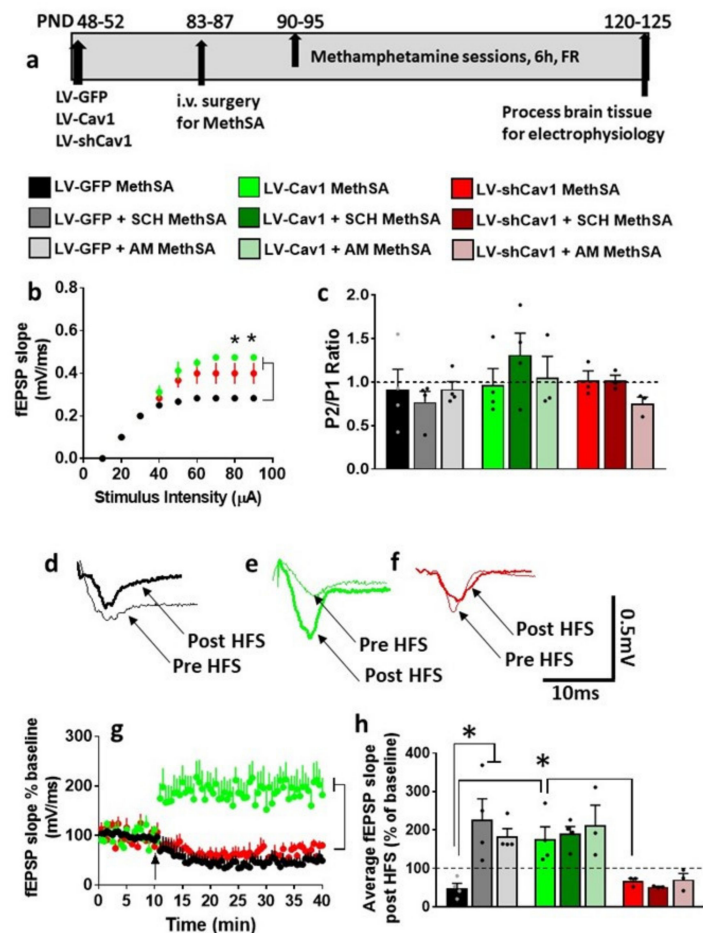 PND 48-52 83-87 90-95 120-125
Methamphetamine sessions, 6h, FR
a
LV-GFP
LV-Cav1
LV-shCav1
i.v. surgery
for MethSA
Process brain tissue
for electrophysiology
LV-GFP MethSA LV-Cav1 MethSA LV-shCav1 MethSA
LV-GFP + SCH MethSA LV-Cav1 + SCH MethSA LV-shCav1 + SCH MethSA
LV-GFP + AM MethSA LV-Cav1 + AM MethSA LV-shCav1 + AM MethSA
b
fEPSP slope
(mV/ms)
0.6
0.4
0.2
0.0
* *
0 20 40 60 80 100
Stimulus Intensity (μA)
c
P2/P1 Ratio
2.0
1.5
1.0
0.5
0.0
d
Post HFS
Pre HFS
e
Pre HFS
Post HFS
f
Post HFS
Pre HFS
0.5mV
10ms
g
fEPSP slope % baseline
(mV/ms)
300
200
100
0
0 5 10 15 20 25 30 35 40
Time (min)
h
Average fEPSP slope
post HFS (% of baseline)
400
300
200
100
0
*
*